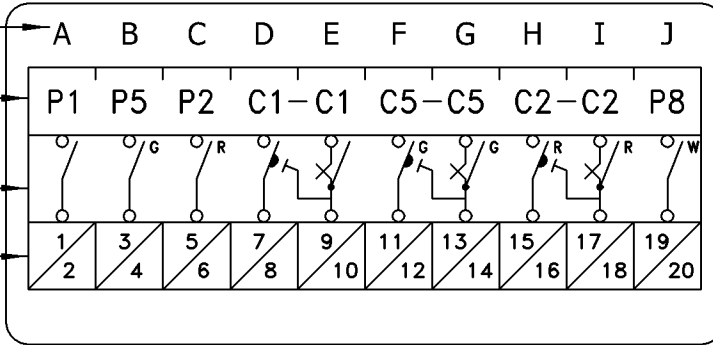 A B C D E F G H I J
P1 P5 P2 C1-C1 C5-C5 C2-C2 P8
G R G G R R W
1 3 5 7 9 11 13 15 17 19
2 4 6 8 10 12 14 16 18 20